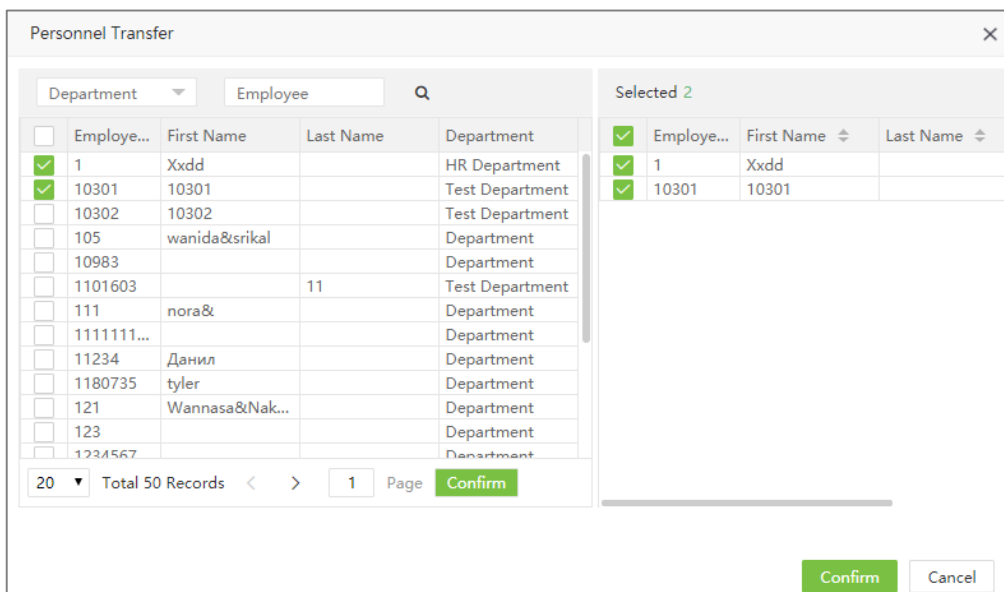 Personnel Transfer
Department Employee Selected 2
Employe... First Name Last Name Department Employe... First Name Last Name
1 Xxdd HR Department 1 Xxdd
10301 10301 Test Department 10301 10301
10302 10302 Test Department
105 wanida&srikal Department
10983 Department
1101603 11 Test Department
111 nora& Department
1111111... Department
11234 Данил Department
1180735 tyler Department
121 Wannasa&Nak... Department
123 Department
1234567 Department
20 Total 50 Records 1 Page Confirm
Confirm Cancel